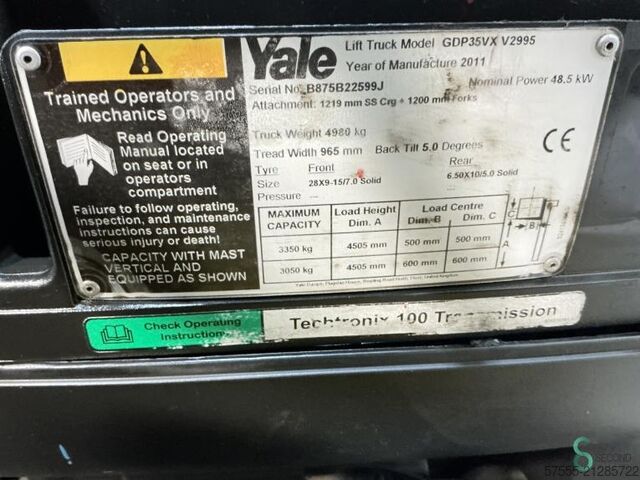 Trained Operators and
Mechanics Only
Read Operating
Manual located
on seat or in
operators
compartment
Failure to follow operating,
inspection, and maintenance
instructions can cause
serious injury or death!
CAPACITY WITH MAST
VERTICAL AND
EQUIPPED AS SHOWN
Yale Lift Truck Model GDP35VX V2995
Year of Manufacture 2011
Serial No. B875B22599J Nominal Power 48.5 kW
Attachment: 1219 mm SS Crg + 1200 mm Forks
Truck Weight 4980 kg
Tread Width 965 mm Back Tilt 5.0 Degrees
Tyre Front Rear
Size 28X9-15/7.0 Solid 6.50X10/5.0 Solid
Pressure
CE
MAXIMUM CAPACITY Load Height Dim. A Load Centre Dim. B Dim. C
3350 kg 4505 mm 500 mm 500 mm
3050 kg 4505 mm 600 mm 600 mm
C
B
A
Check Operating
Instructions
Techtronix 100 Transmission
SECOND
57555-21285722